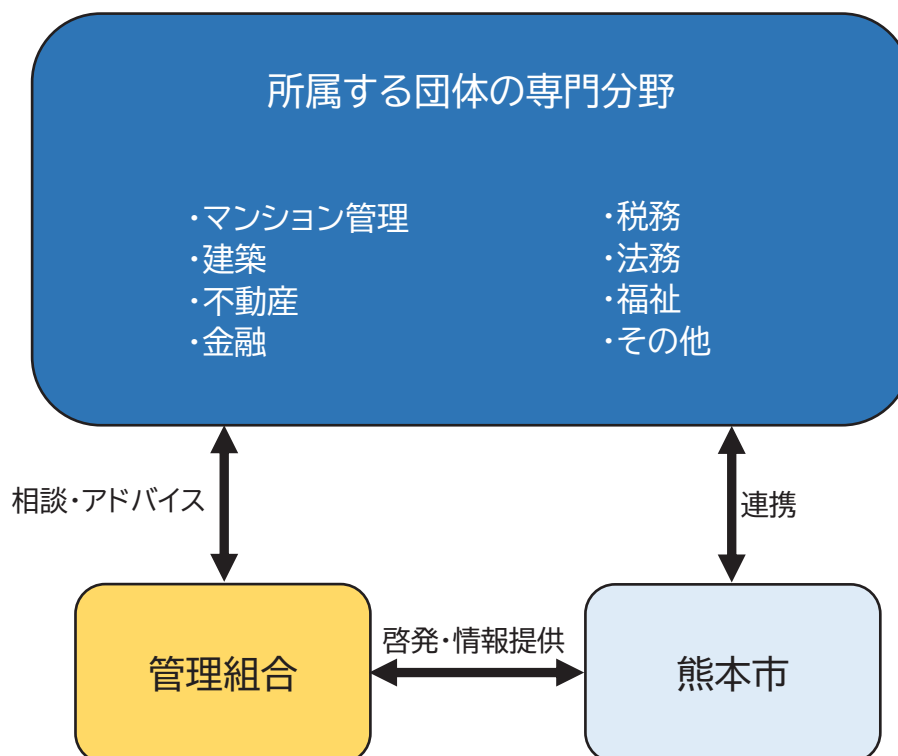 所属する団体の専門分野
・マンション管理
・建築
・不動産
・金融
・税務
・法務
・福祉
・その他
相談・アドバイス
連携
啓発・情報提供
管理組合
熊本市